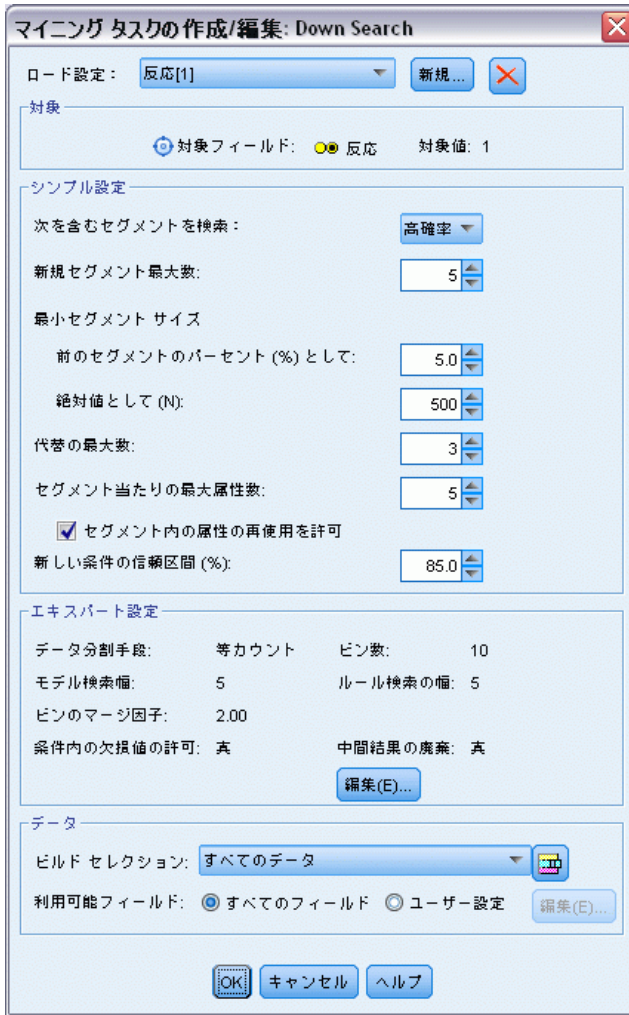 マイニング タスクの作成/編集: Down Search
ロード設定： 反応[1] 新規...
対象
対象フィールド: 反応 対象値: 1
シンプル設定
次を含むセグメントを検索： 高確率
新規セグメント最大数: 5
最小セグメント サイズ
前のセグメントのパーセント (%) として: 5.0
絶対値として (N): 500
代替の最大数: 3
セグメント当たりの最大属性数: 5
セグメント内の属性の再使用を許可
新しい条件の信頼区間 (%): 85.0
エキスパート設定
データ分割手段: 等カウント ビン数: 10
モデル検索幅: 5 ルール検索の幅: 5
ビンのマージ因子: 2.00
条件内の欠損値の許可: 真 中間結果の廃棄: 真
編集(E)...
データ
ビルド セレクション: すべてのデータ
利用可能フィールド: すべてのフィールド ユーザー設定 編集(E)...
OK キャンセル ヘルプ